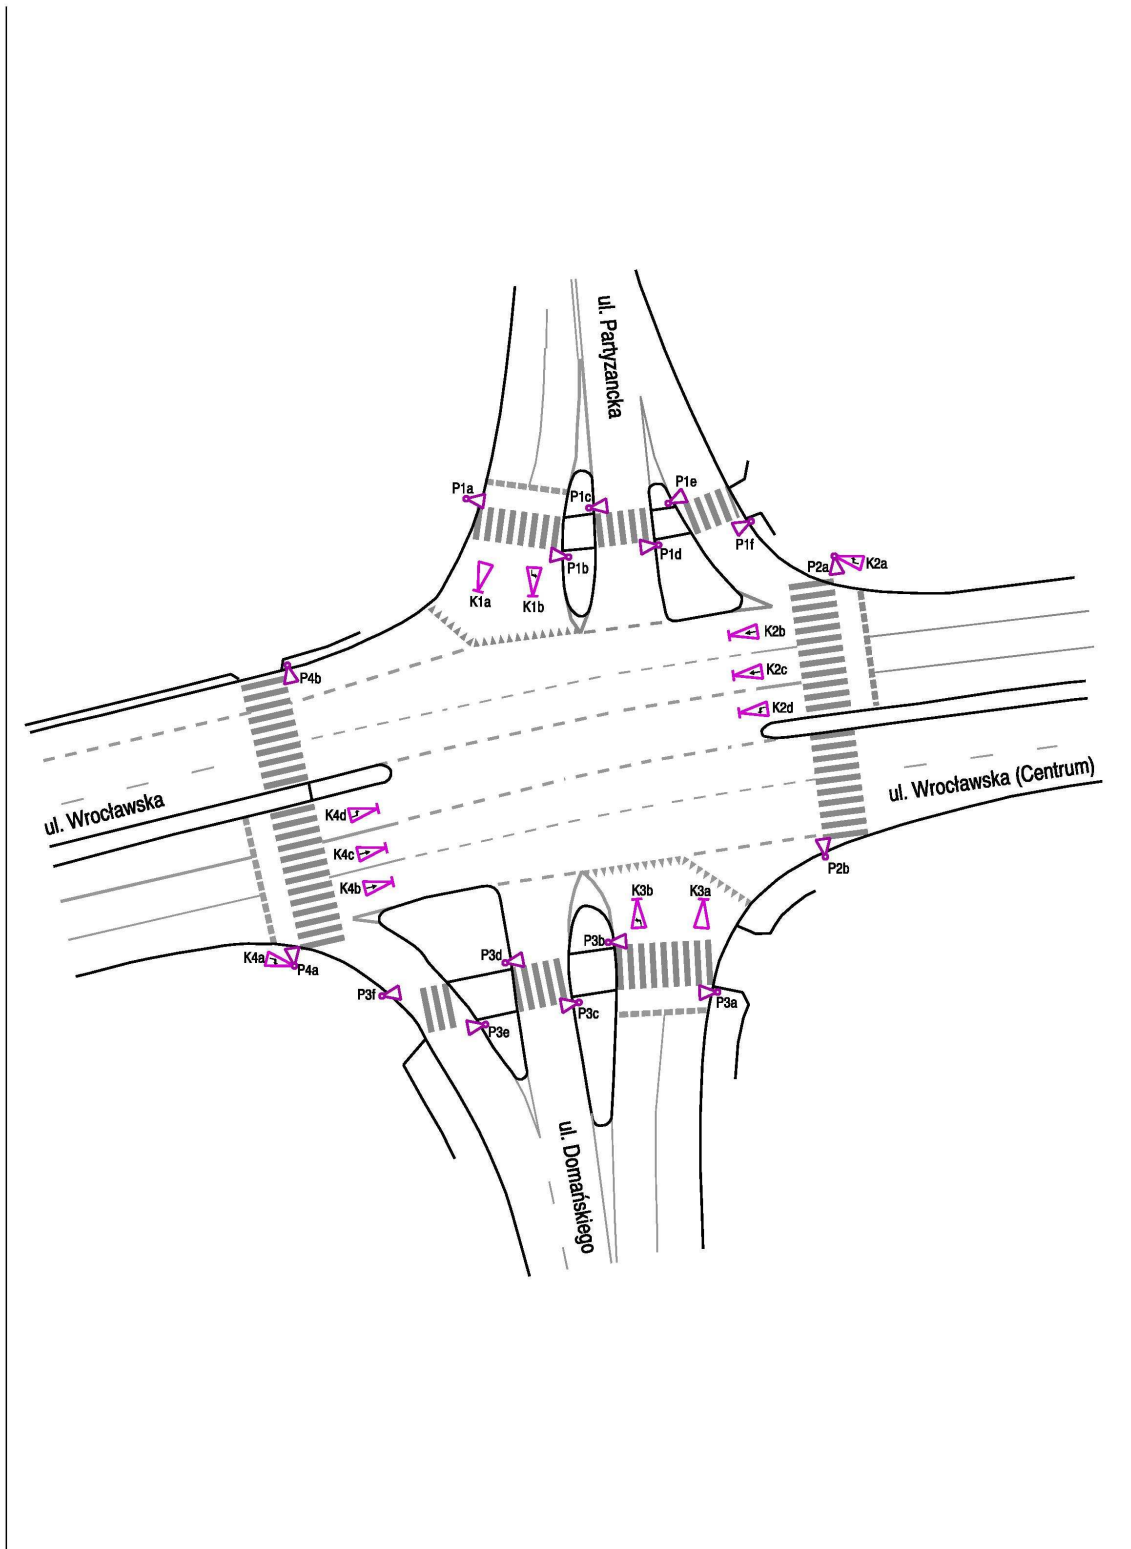 ul. Partyzancka
P1a
P1c
P1e
P1f
P1b
P1d
K1a
K1b
P2a
K2a
K2b
K2c
K2d
P4b
ul. Wrocławska
ul. Wrocławska (Centrum)
K4d
K4c
K4b
K4a
P4a
P2b
K3b
K3a
P3b
P3d
P3f
P3a
P3c
P3e
ul. Domańskiego